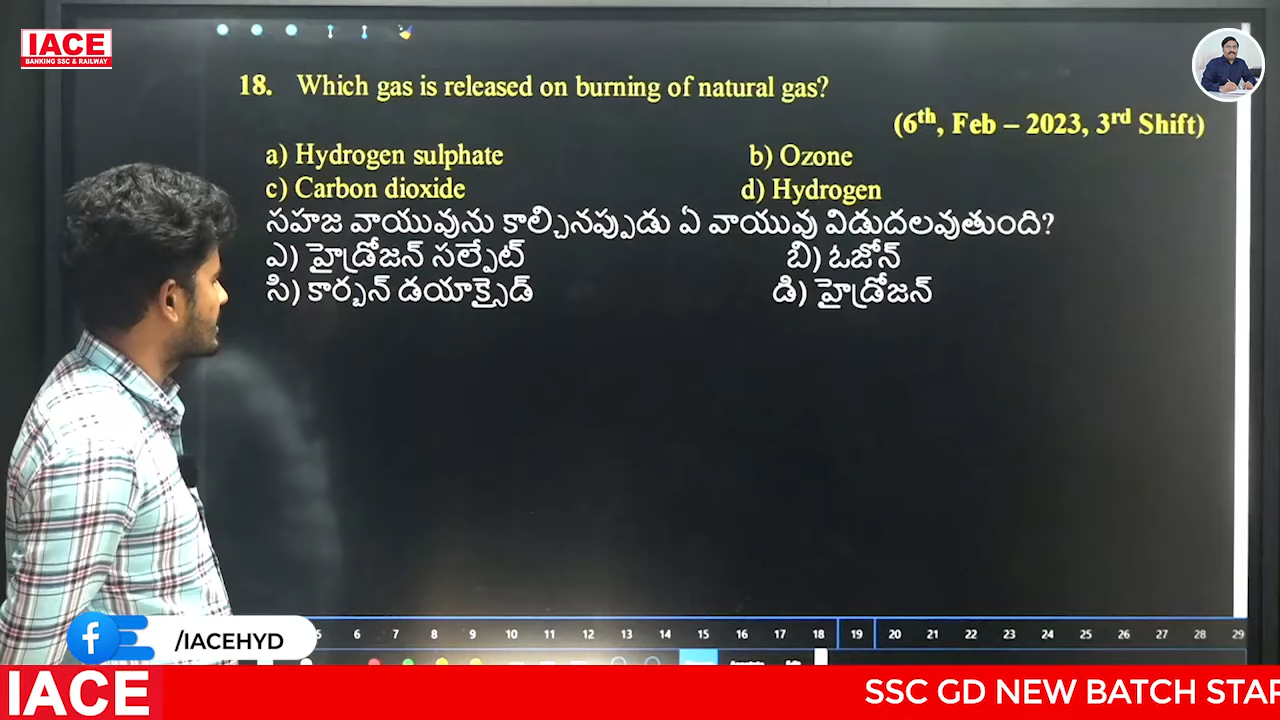 IACE
BANKING SSC & RAILWAY
18. Which gas is released on burning of natural gas?
(6th, Feb – 2023, 3rd Shift)
a) Hydrogen sulphate b) Ozone
c) Carbon dioxide d) Hydrogen
సహజ వాయువును కాల్చినప్పుడు ఏ వాయువు విడుదలవుతుంది?
ఎ) హైడ్రోజన్ సల్ఫేట్ బి) ఓజోన్
సి) కార్బన్ డయాక్సైడ్ డి) హైడ్రోజన్
5 6 7 8 9 10 11 12 13 14 15 16 17 18 19 20 21 22 23 24 25 26 27 28 29
f /IACEHYD
IACE SSC GD NEW BATCH STAR